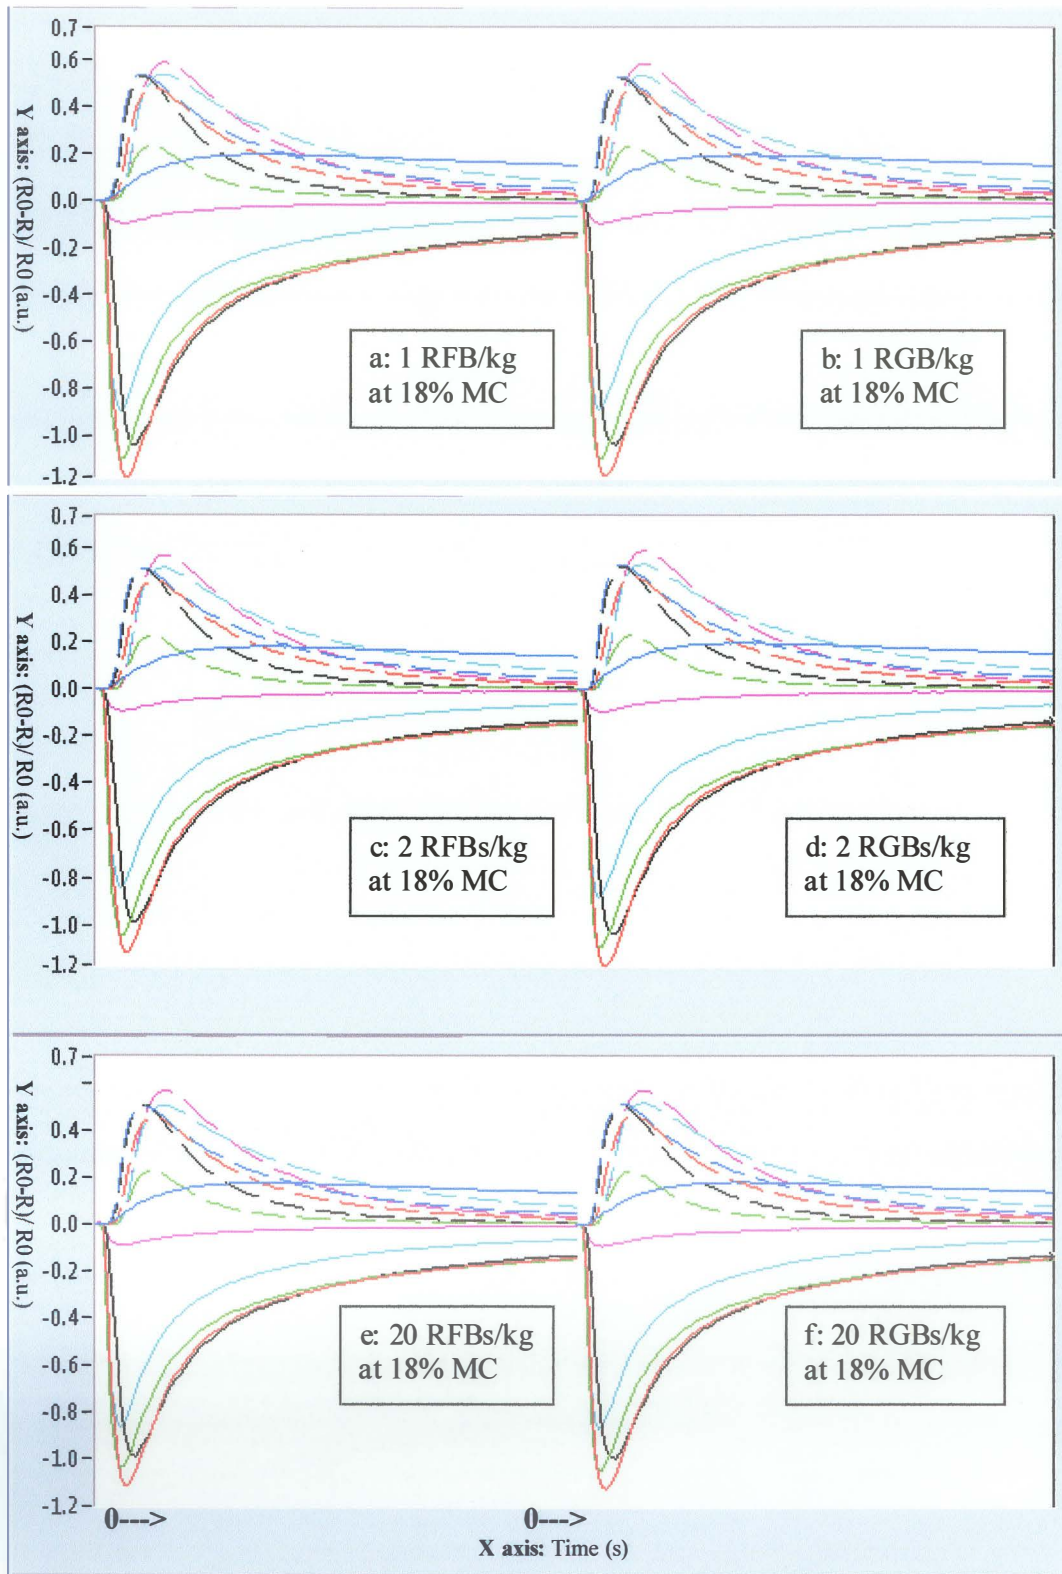 0.7
0.6
0.4
0.2
0.0
-0.2
-0.4
-0.6
-0.8
-1.0
-1.2
Y axis: (R0-R)/ R0 (a.u.)
a: 1 RFB/kg
at 18% MC
b: 1 RGB/kg
at 18% MC
0.7
0.6
0.4
0.2
0.0
-0.2
-0.4
-0.6
-0.8
-1.0
-1.2
Y axis: (R0-R)/ R0 (a.u.)
c: 2 RFBs/kg
at 18% MC
d: 2 RGBs/kg
at 18% MC
0.7
0.4
0.2
0.0
-0.2
-0.4
-0.6
-0.8
-1.0
-1.2
Y axis: (R0-R)/ R0 (a.u.)
e: 20 RFBs/kg
at 18% MC
f: 20 RGBs/kg
at 18% MC
0--->
0--->
X axis: Time (s)